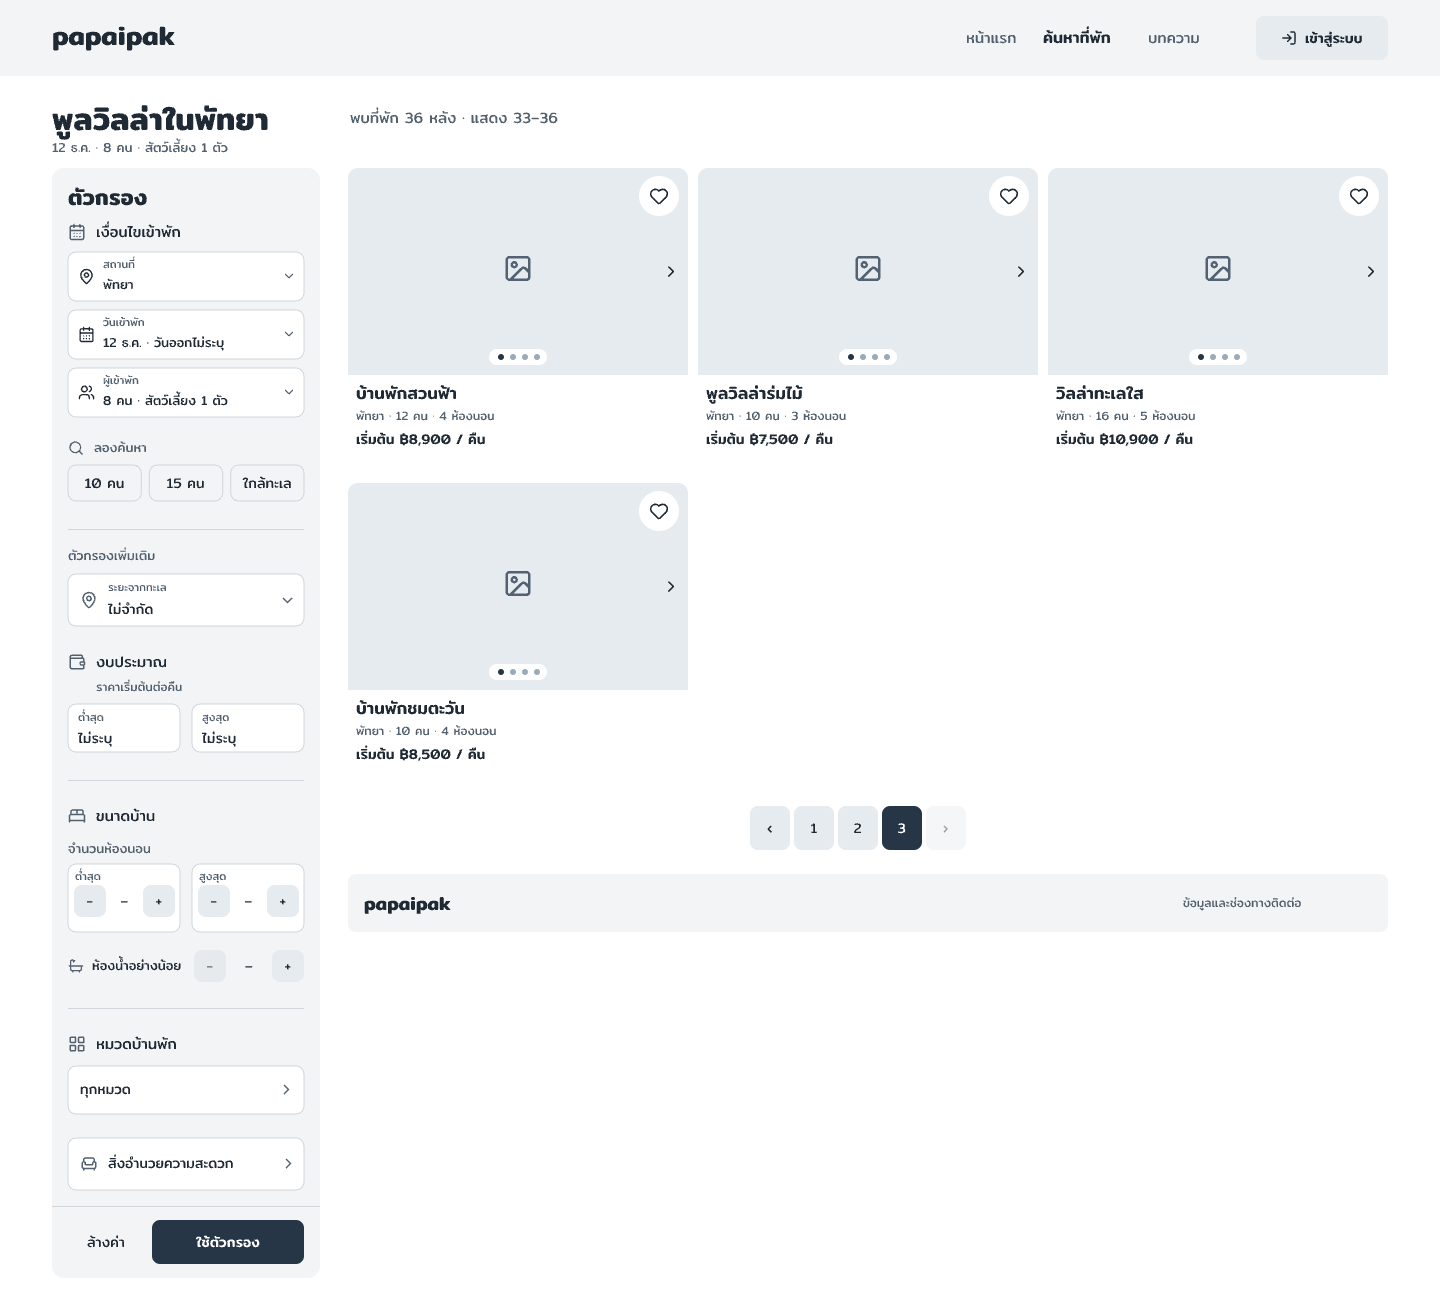 papaipak
หน้าแรก
ค้นหาที่พัก
บทความ
เข้าสู่ระบบ
พูลวิลล่าในพัทยา
12 ธ.ค. · 8 คน · สัตว์เลี้ยง 1 ตัว
พบที่พัก 36 หลัง · แสดง 33–36
ตัวกรอง
เงื่อนไขเข้าพัก
สถานที่
พัทยา
วันเข้าพัก
12 ธ.ค. · วันออกไม่ระบุ
ผู้เข้าพัก
8 คน · สัตว์เลี้ยง 1 ตัว
ลองค้นหา
10 คน
15 คน
ใกล้ทะเล
ตัวกรองเพิ่มเติม
ระยะจากทะเล
ไม่จำกัด
งบประมาณ
ราคาเริ่มต้นต่อคืน
ต่ำสุด
ไม่ระบุ
สูงสุด
ไม่ระบุ
ขนาดบ้าน
จำนวนห้องนอน
ต่ำสุด
− – +
สูงสุด
− – +
ห้องน้ำอย่างน้อย
− – +
หมวดบ้านพัก
ทุกหมวด
สิ่งอำนวยความสะดวก
ล้างค่า
ใช้ตัวกรอง
บ้านพักสวนฟ้า
พัทยา · 12 คน · 4 ห้องนอน
เริ่มต้น ฿8,900 / คืน
พูลวิลล่าร่มไม้
พัทยา · 10 คน · 3 ห้องนอน
เริ่มต้น ฿7,500 / คืน
วิลล่าทะเลใส
พัทยา · 16 คน · 5 ห้องนอน
เริ่มต้น ฿10,900 / คืน
บ้านพักชมตะวัน
พัทยา · 10 คน · 4 ห้องนอน
เริ่มต้น ฿8,500 / คืน
‹ 1 2 3 ›
papaipak
ข้อมูลและช่องทางติดต่อ